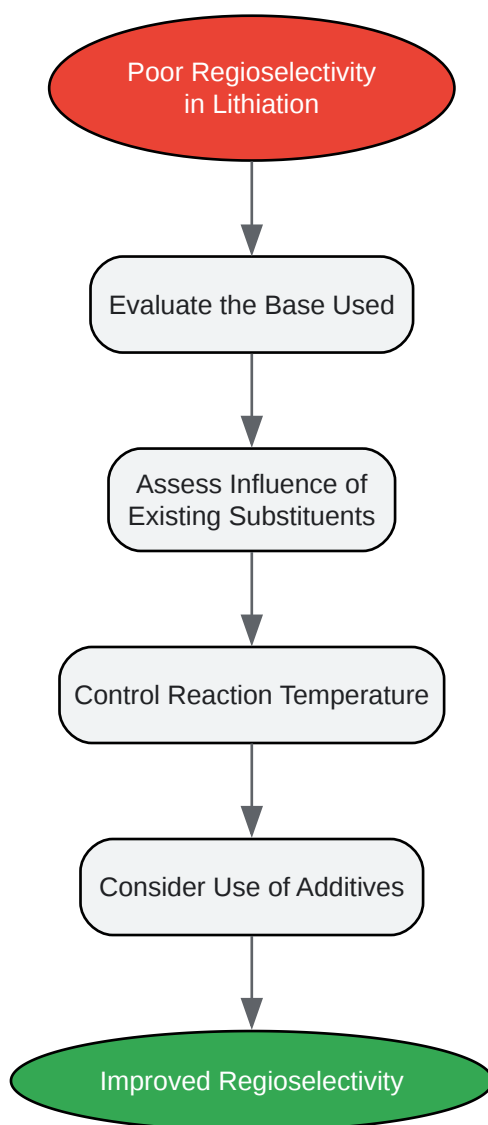 Poor Regioselectivity
in Lithiation
Evaluate the Base Used
Assess Influence of
Existing Substituents
Control Reaction Temperature
Consider Use of Additives
Improved Regioselectivity